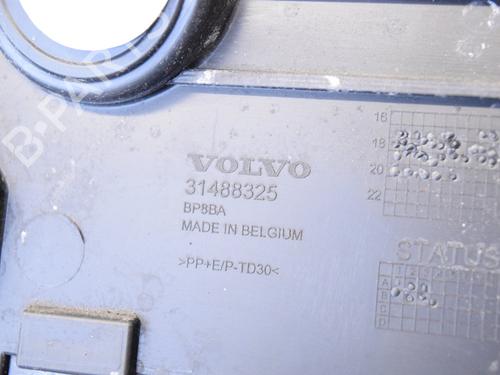 B-PARTS
VOLVO
31488325
BP8BA
MADE IN BELGIUM
>PP+E/P-TD30<
16
18
20
22
STATUS
A
B
C
D